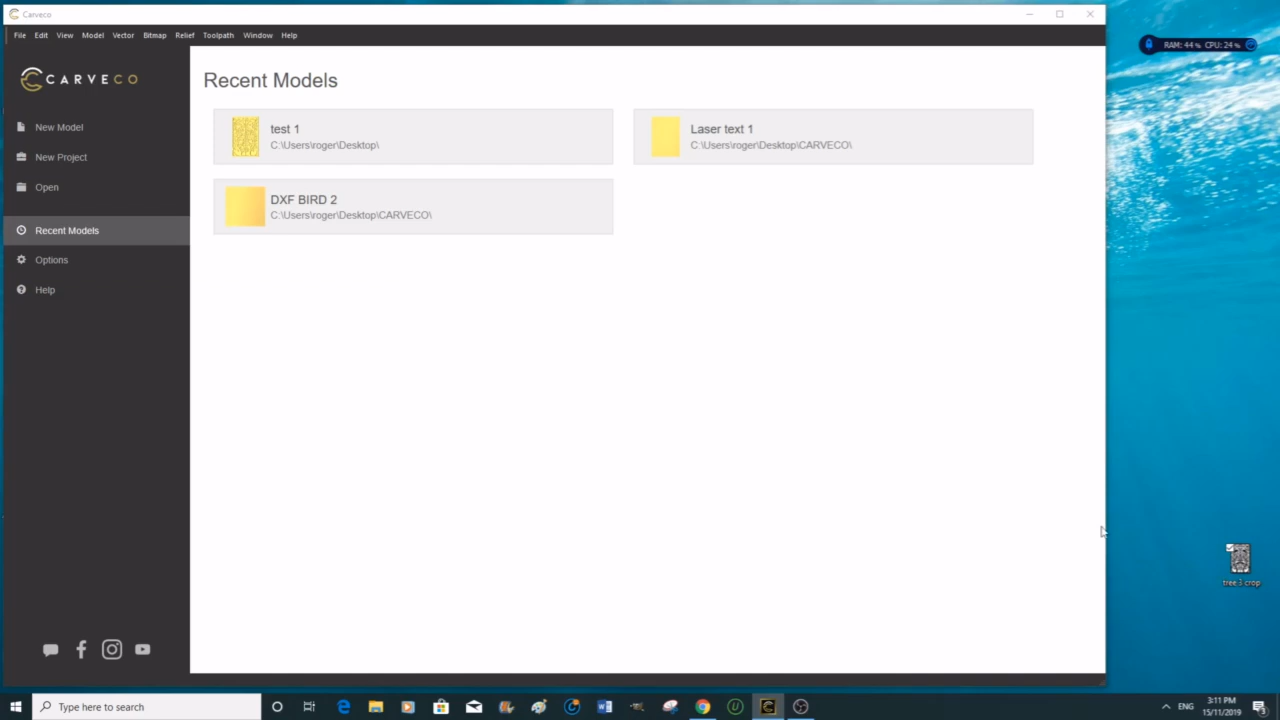 Carveco
File Edit View Model Vector Bitmap Relief Toolpath Window Help
RAM: 44% CPU: 24%
CARVECO
Recent Models
New Model
New Project
Open
Recent Models
Options
Help
test 1
C:\Users\roger\Desktop\
Laser text 1
C:\Users\roger\Desktop\CARVECO\
DXF BIRD 2
C:\Users\roger\Desktop\CARVECO\
tree 3 crop
Type here to search
ENG
3:11 PM
15/11/2019
3